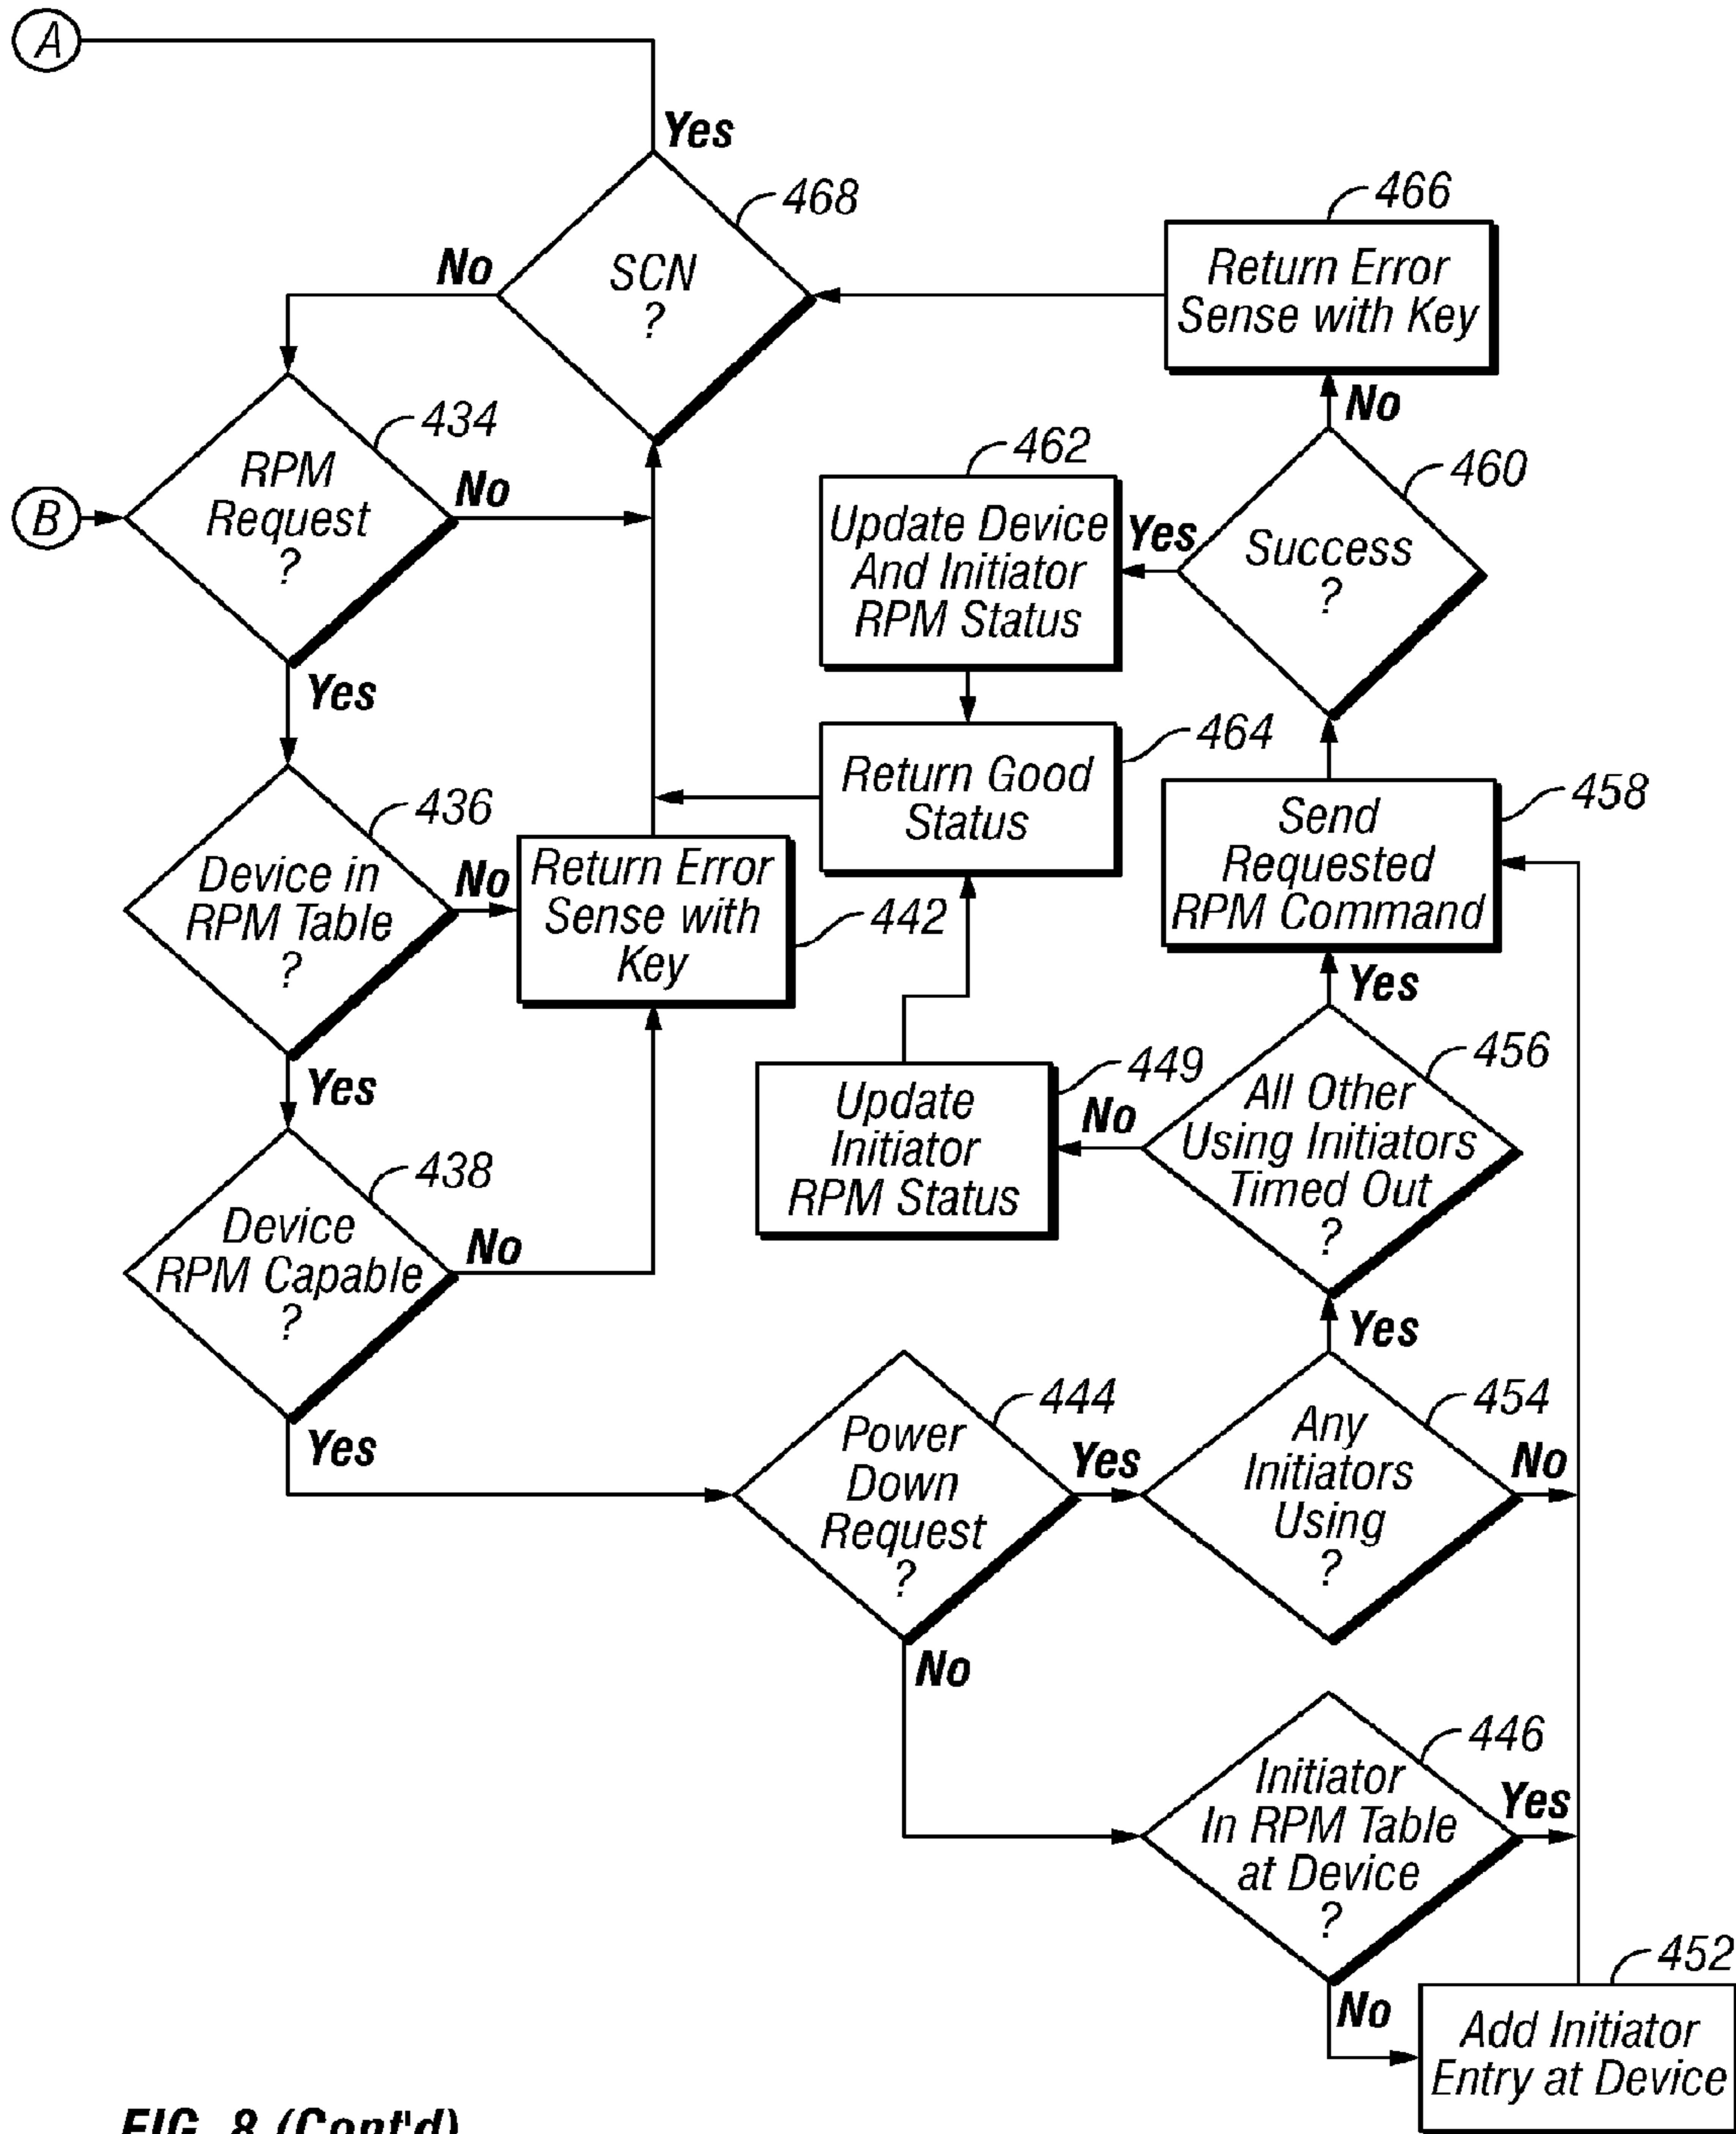 A
Yes
468
SCN
?
No
466
Return Error
Sense with Key
No
434
RPM
Request
?
No
B
Yes
462
Update Device
And Initiator
RPM Status
Yes
460
Success
?
436
Device in
RPM Table
?
No
Return Error
Sense with
Key
442
Return Good
Status
464
Send
Requested
RPM Command
458
Yes
Yes
438
Device
RPM Capable
?
No
Yes
Update
Initiator
RPM Status
449
No
456
All Other
Using Initiators
Timed Out
?
Yes
444
Power
Down
Request
?
Yes
454
Any
Initiators
Using
?
No
No
446
Initiator
In RPM Table
at Device
?
Yes
No
452
Add Initiator
Entry at Device
FIG. 8 (Cont'd)